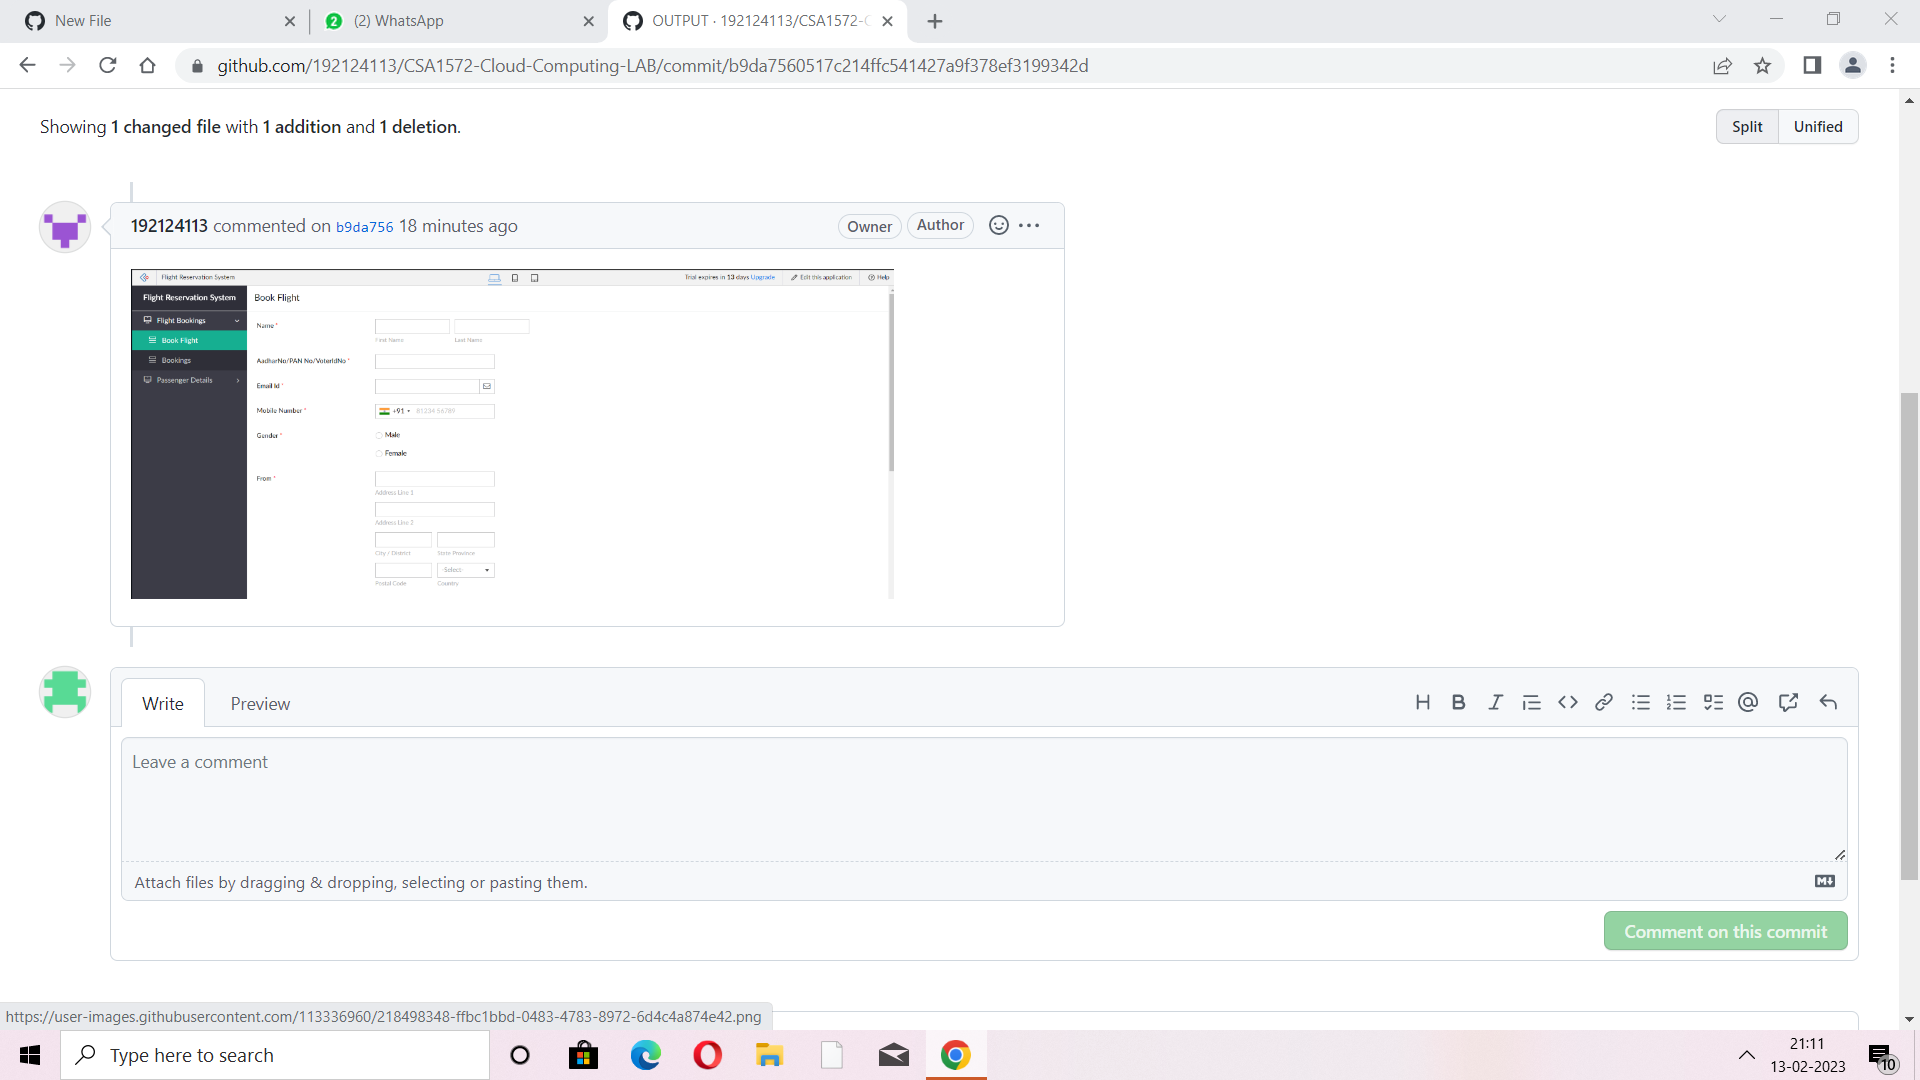 New File
(2) WhatsApp
OUTPUT · 192124113/CSA1572-C
github.com/192124113/CSA1572-Cloud-Computing-LAB/commit/b9da7560517c214ffc541427a9f378ef3199342d
Showing 1 changed file with 1 addition and 1 deletion.
Split
Unified
192124113 commented on b9da756 18 minutes ago
Owner
Author
Flight Reservation System
Trial expires in 13 days Upgrade
Edit this application
Help
Flight Reservation System
Book Flight
Flight Bookings
Book Flight
Bookings
Passenger Details
Name *
First Name
Last Name
AadharNo/PAN No/VoterIdNo *
Email Id *
Mobile Number *
+91
81234 56789
Gender *
Male
Female
From *
Address Line 1
Address Line 2
City / District
State Province
-Select-
Postal Code
Country
Write
Preview
Leave a comment
Attach files by dragging & dropping, selecting or pasting them.
Comment on this commit
https://user-images.githubusercontent.com/113336960/218498348-ffbc1bbd-0483-4783-8972-6d4c4a874e42.png
Type here to search
21:11
13-02-2023
10